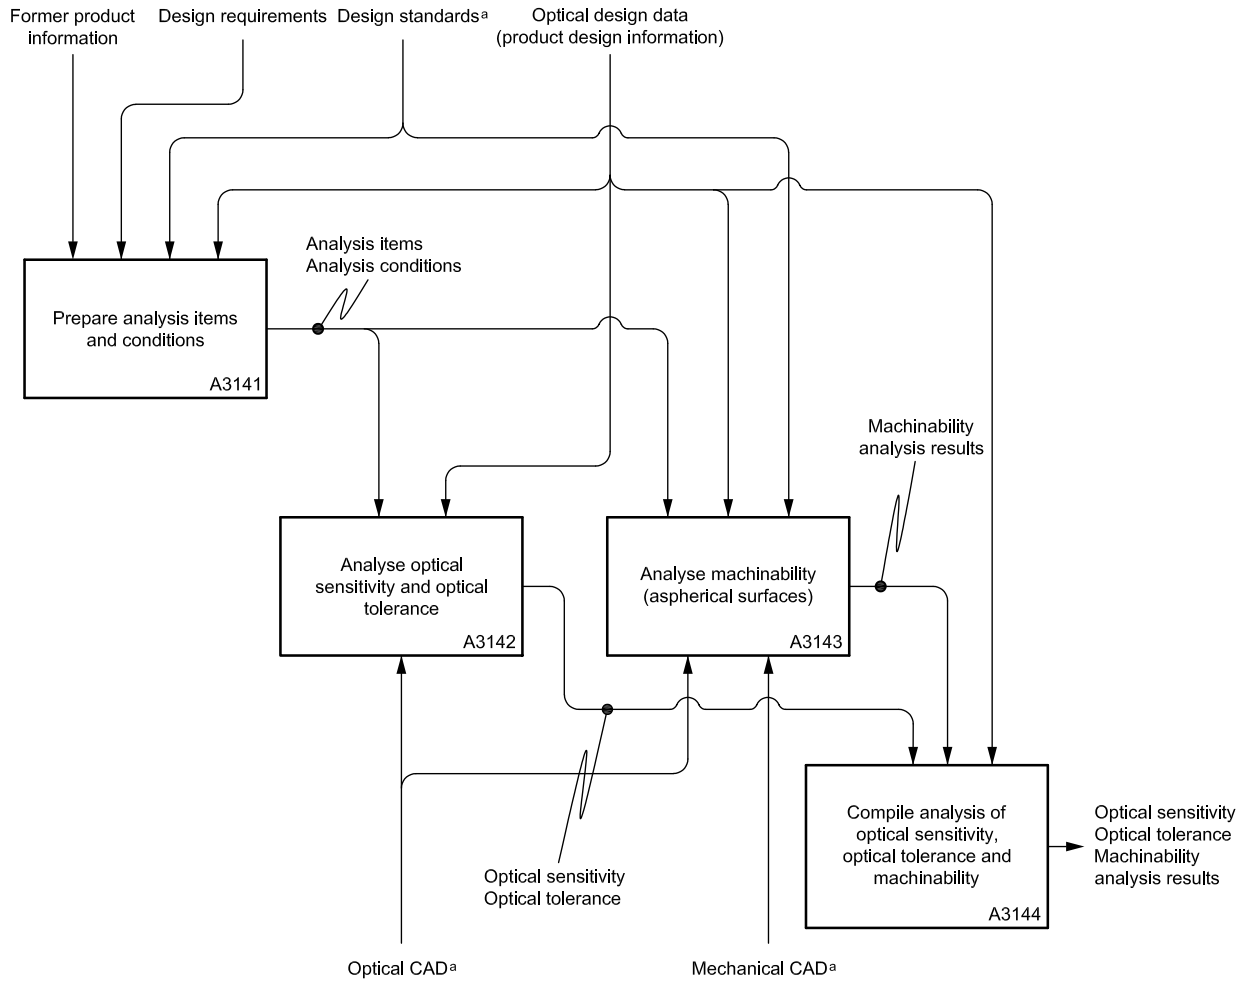 Former product
information
Design requirements
Design standardsᵃ
Optical design data
(product design information)
Analysis items
Analysis conditions
Prepare analysis items
and conditions
A3141
Machinability
analysis results
Analyse optical
sensitivity and optical
tolerance
A3142
Analyse machinability
(aspherical surfaces)
A3143
Compile analysis of
optical sensitivity,
optical tolerance and
machinability
A3144
Optical sensitivity
Optical tolerance
Machinability
analysis results
Optical sensitivity
Optical tolerance
Optical CADᵃ
Mechanical CADᵃ